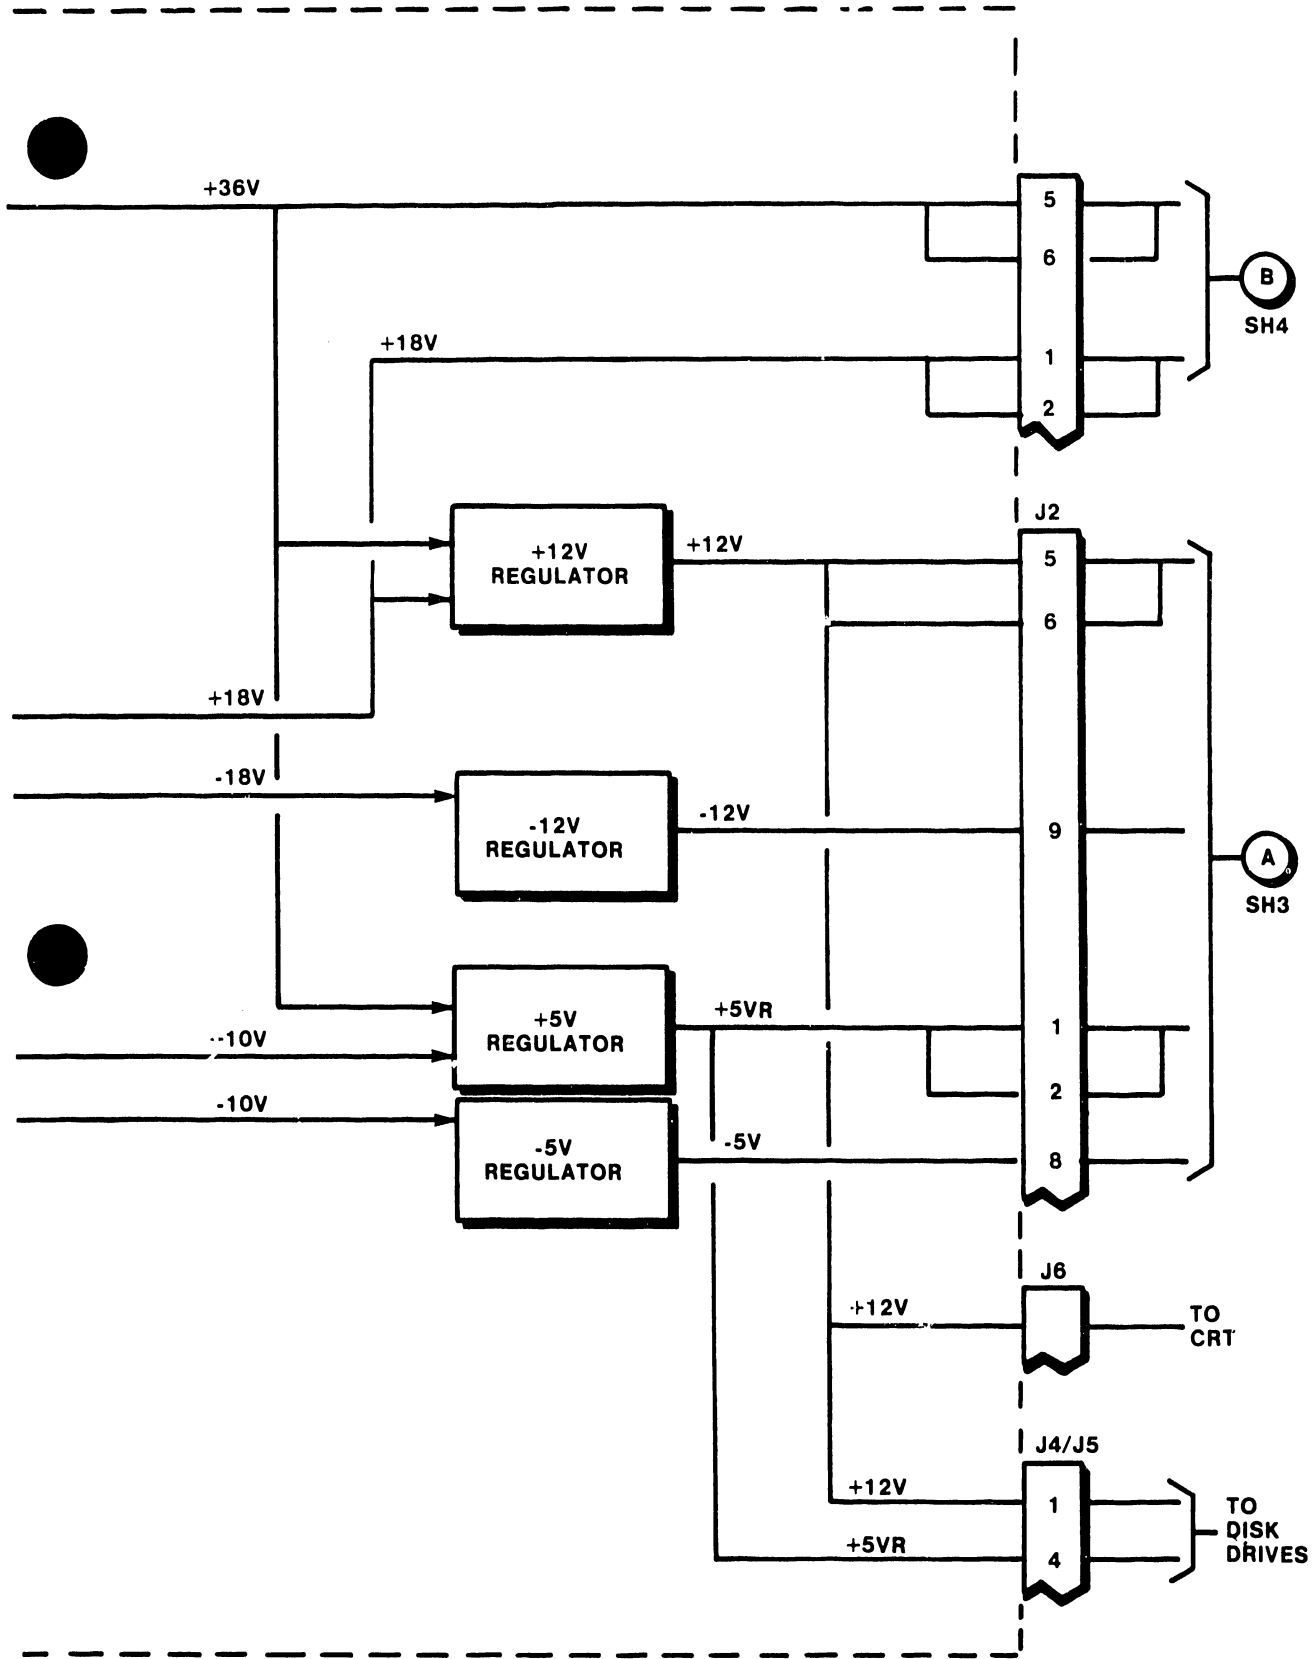 +36V
5
6
B
SH4
+18V
1
2
J2
+12V
REGULATOR
+12V
5
6
+18V
-18V
-12V
REGULATOR
-12V
9
A
SH3
+5V
REGULATOR
+5VR
1
-10V
2
-10V
-5V
REGULATOR
-5V
8
J6
+12V
TO
CRT
J4/J5
+12V
1
TO
DISK
DRIVES
+5VR
4